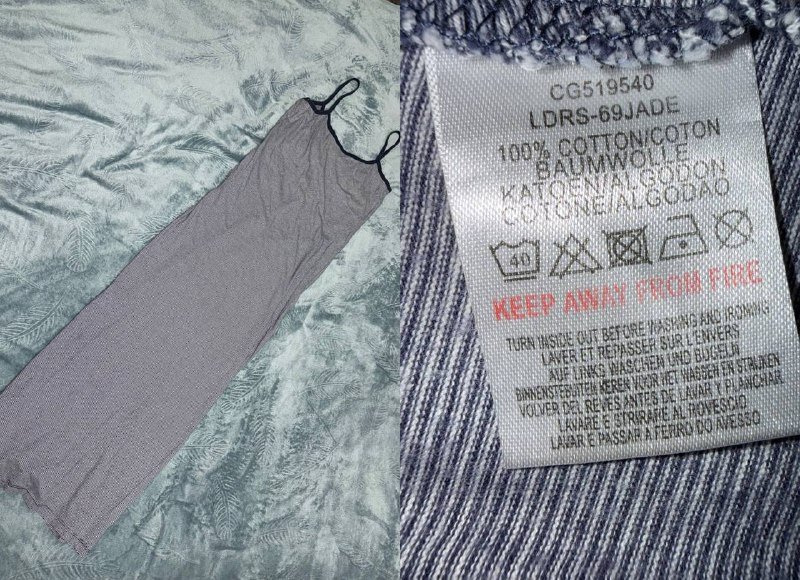 CG519540
LDRS-69JADE
100% COTTON/COTON
BAUMWOLLE
KATOEN/ALGODON
COTONE/ALGODAO
40
KEEP AWAY FROM FIRE
TURN INSIDE OUT BEFORE WASHING AND IRONING
LAVER ET REPASSER SUR L'ENVERS
AUF LINKS WASCHEN UND BUGELN
BINNENSTEBUTEN KEREN VOOR HET WASSEN EN STRIJKEN
VOLVER DEL REVES ANTES DE LAVAR Y PLANCHAR
LAVARE E STRIRARE AL ROVESCIO
LAVAR E PASSAR A FERRO DO AVESSO